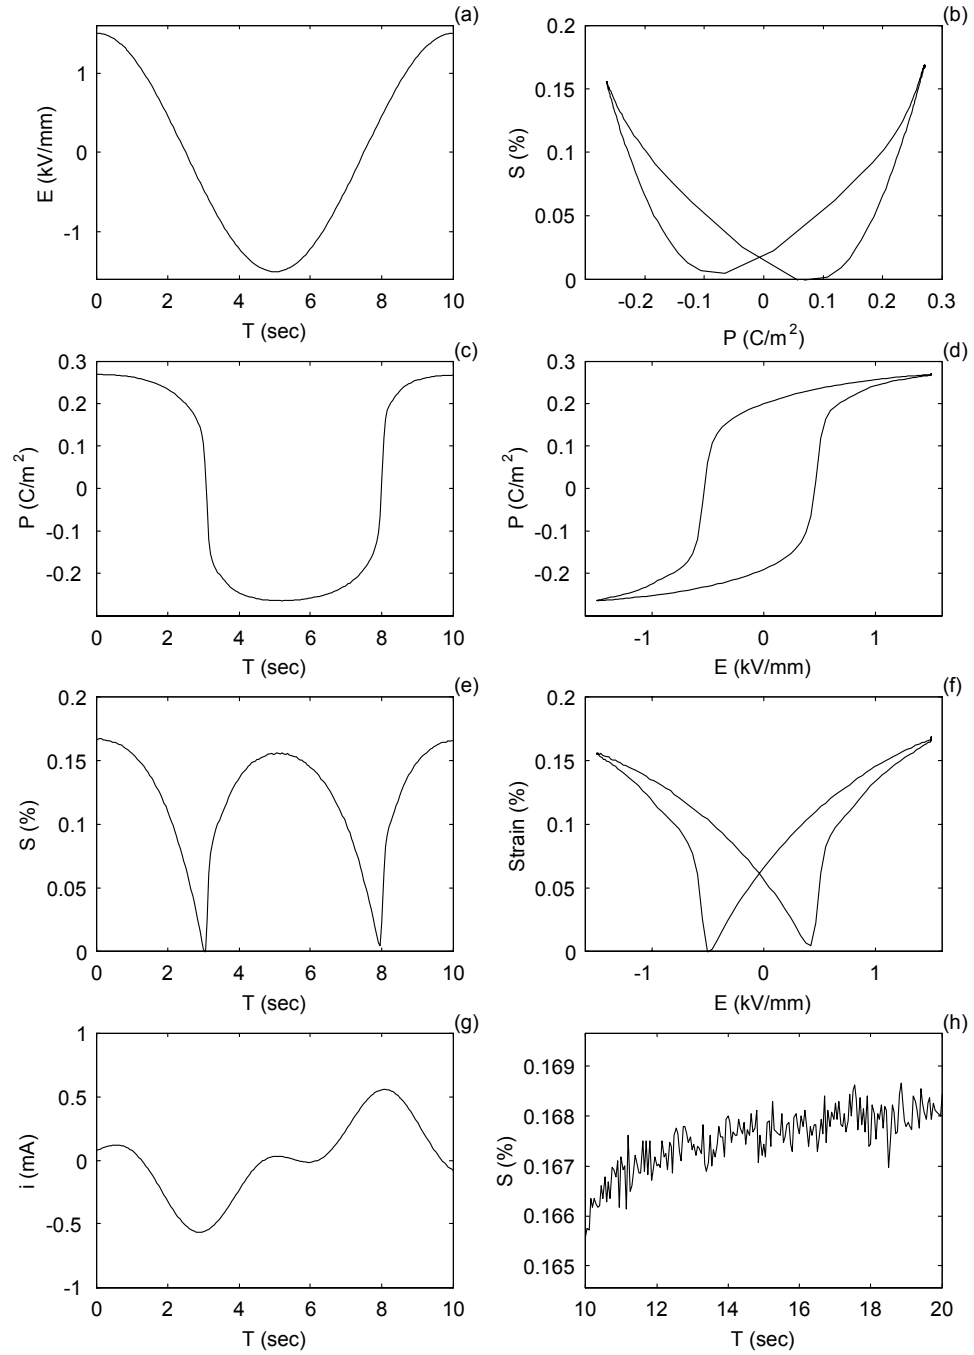 (a)
E (kV/mm)
1
0
-1
0 2 4 6 8 10
T (sec)
(b)
S (%)
0.2
0.15
0.1
0.05
0
-0.2 -0.1 0 0.1 0.2 0.3
P (C/m²)
(c)
P (C/m²)
0.3
0.2
0.1
0
-0.1
-0.2
0 2 4 6 8 10
T (sec)
(d)
P (C/m²)
0.3
0.2
0.1
0
-0.1
-0.2
-1 0 1
E (kV/mm)
(e)
S (%)
0.2
0.15
0.1
0.05
0
0 2 4 6 8 10
T (sec)
(f)
Strain (%)
0.2
0.15
0.1
0.05
0
-1 0 1
E (kV/mm)
(g)
i (mA)
1
0.5
0
-0.5
-1
0 2 4 6 8 10
T (sec)
(h)
S (%)
0.169
0.168
0.167
0.166
0.165
10 12 14 16 18 20
T (sec)